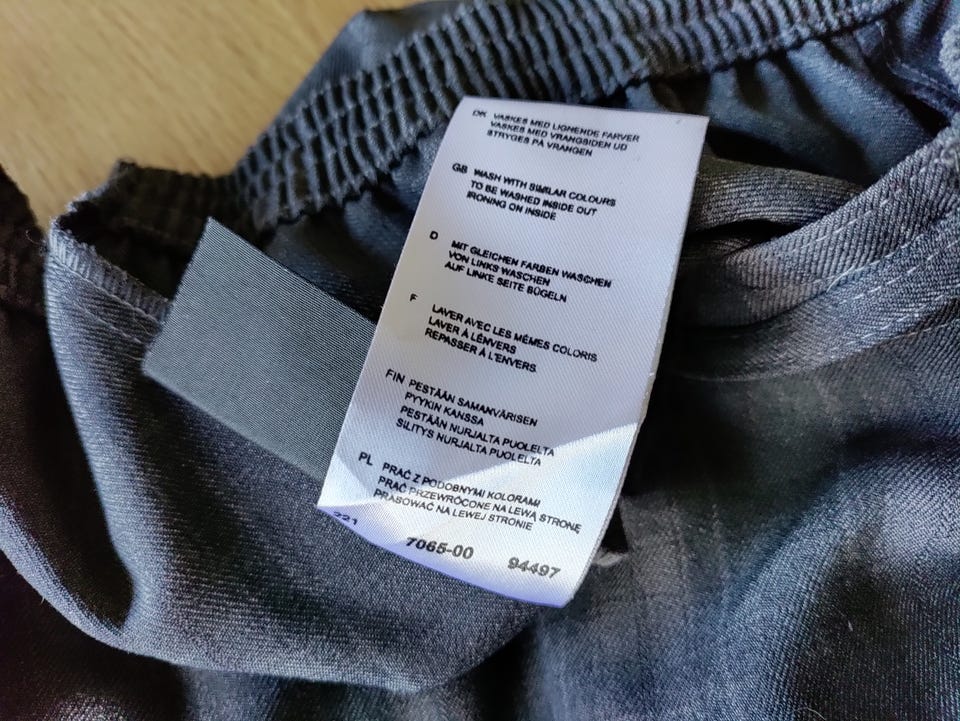 DK VASKES MED LIGNENDE FARVER
VASKES MED VRANGSIDEN UD
STRYGES PÅ VRANGEN
GB WASH WITH SIMILAR COLOURS
TO BE WASHED INSIDE OUT
IRONING ON INSIDE
D MIT GLEICHEN FARBEN WASCHEN
VON LINKS WASCHEN
AUF LINKE SEITE BÜGELN
F LAVER AVEC LES MÊMES COLORIS
LAVER À LÉNVERS
REPASSER À L'ENVERS
FIN PESTÄÄN SAMANVÄRISEN
PYYKIN KANSSA
PESTÄÄN NURJALTA PUOLELTA
SILITYS NURJALTA PUOLELTA
PL PRAĆ Z PODOBNYMI KOLORAMI
PRAĆ PRZEWRÓCONE NA LEWĄ STRONĘ
PRASOWAĆ NA LEWEJ STRONIE
221 7065-00 94497